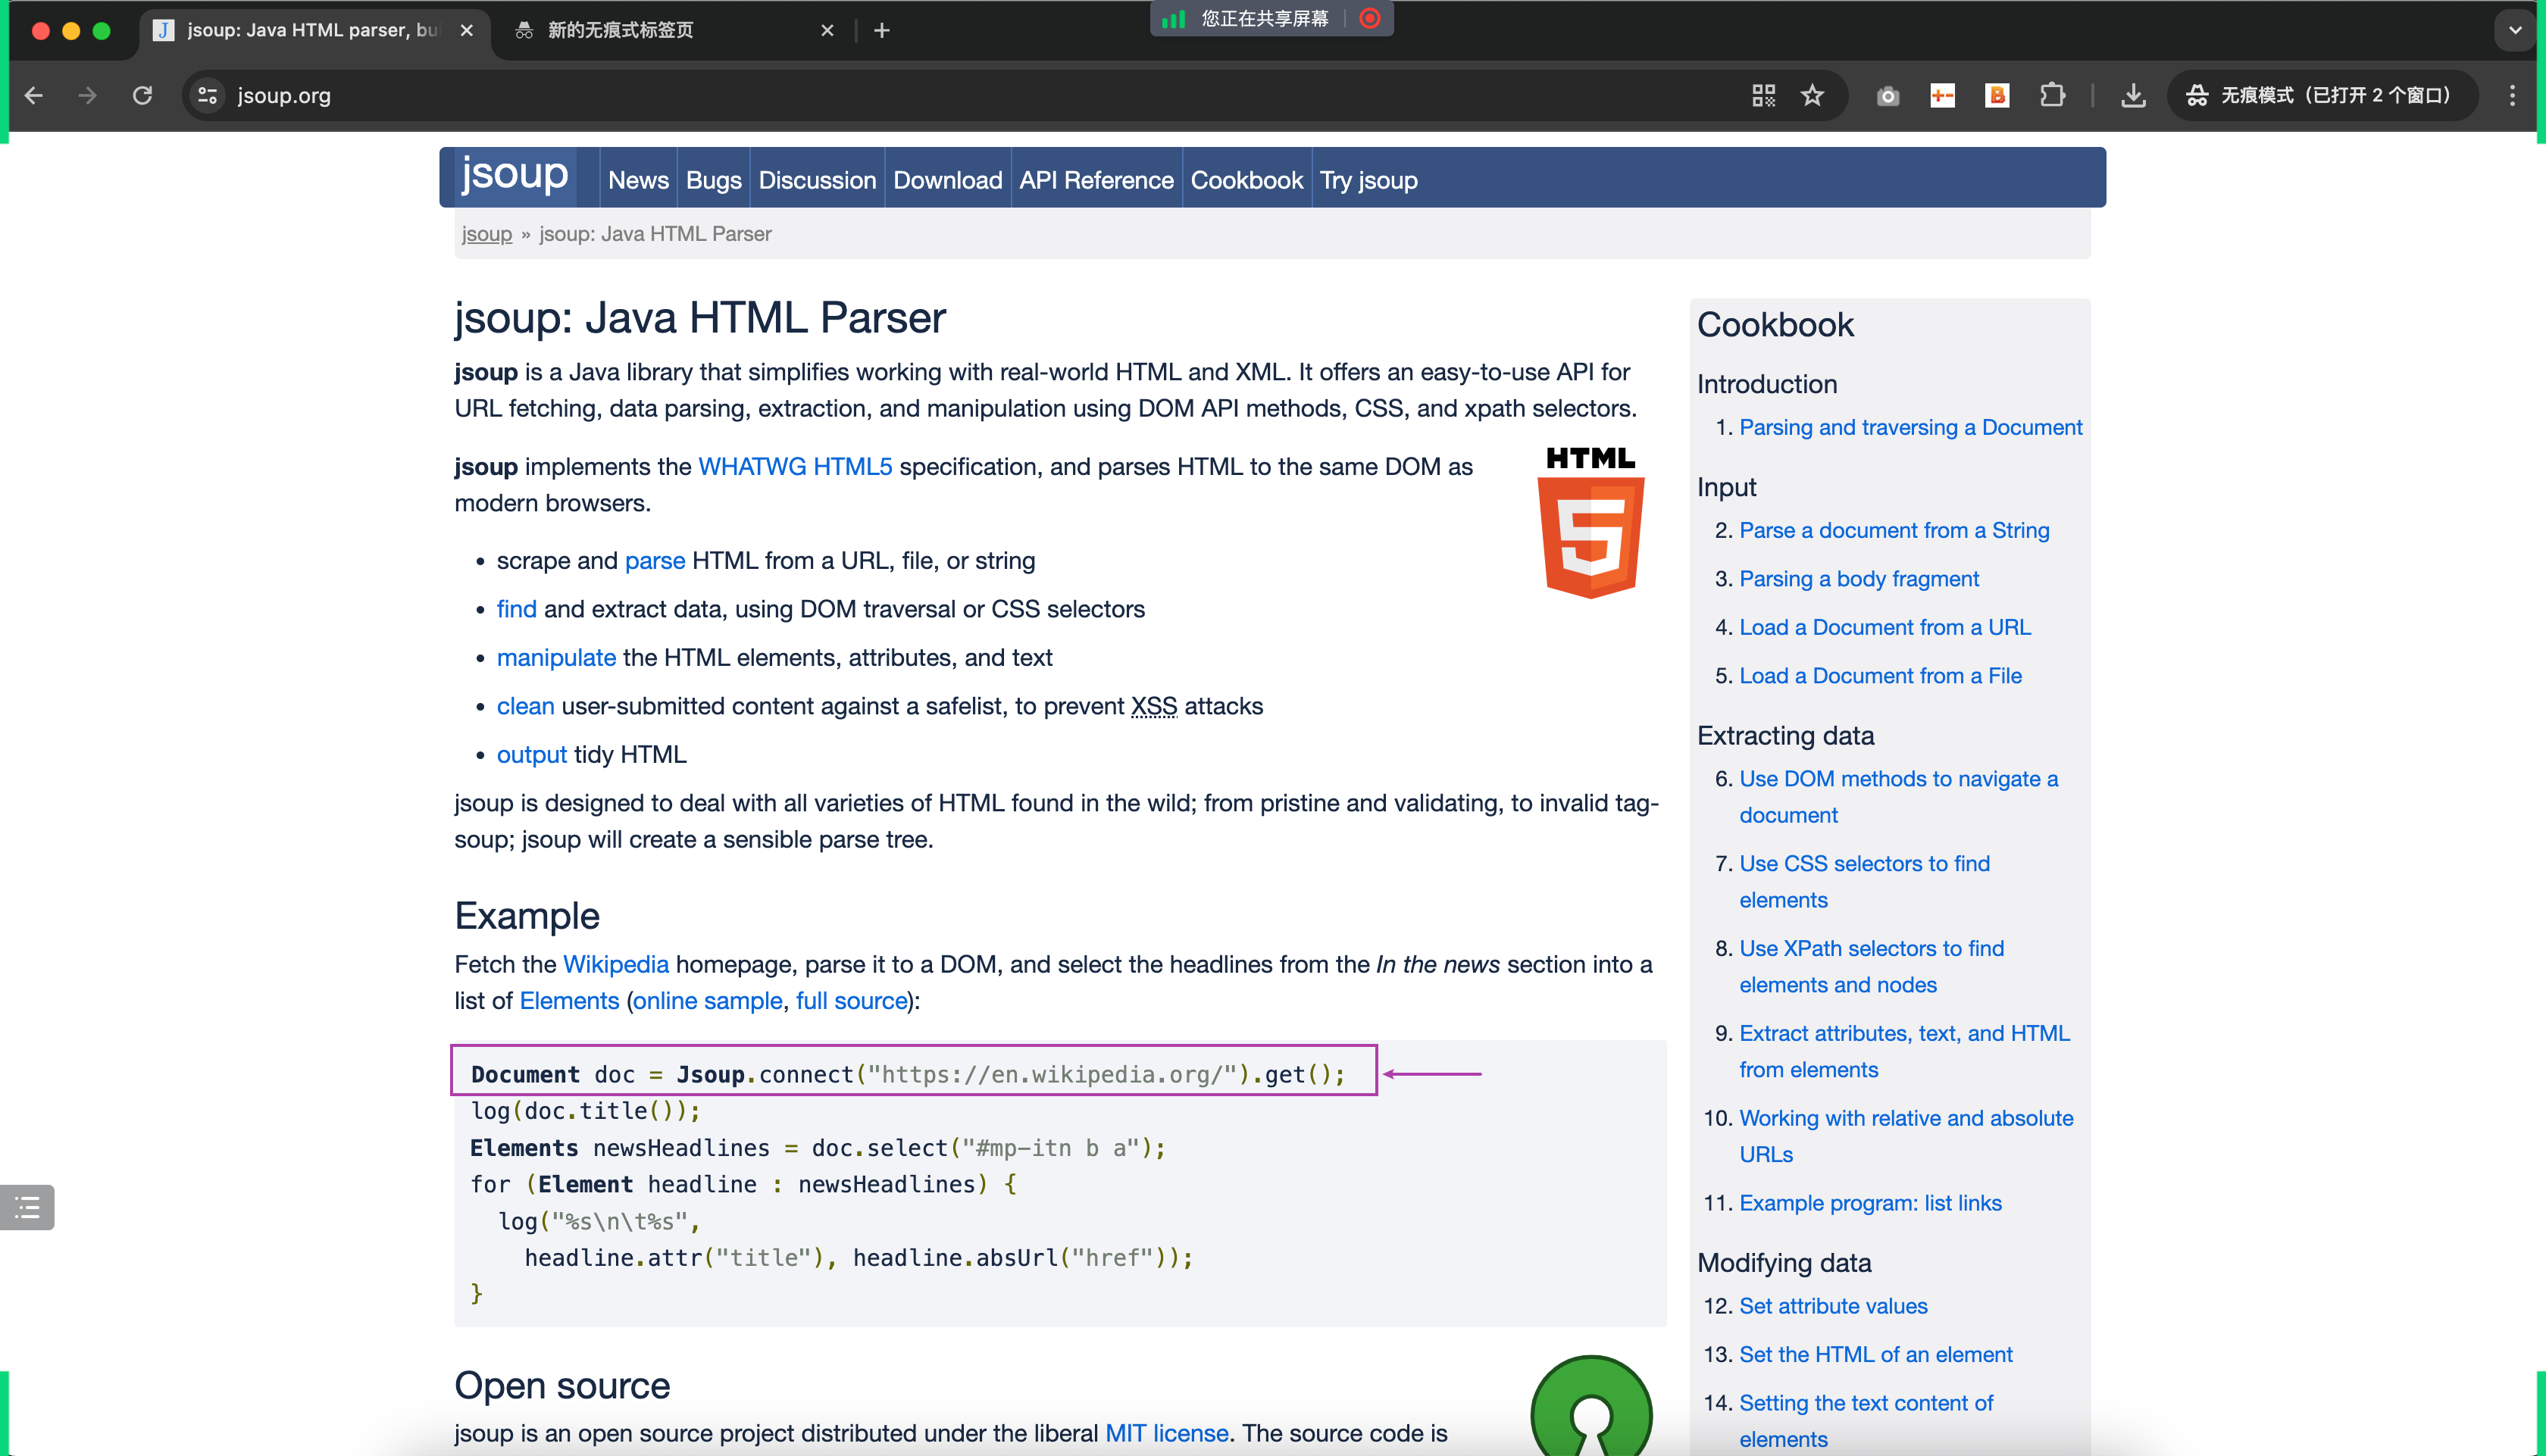 jsoup: Java HTML parser, bu
新的无痕式标签页
您正在共享屏幕
jsoup.org
无痕模式（已打开 2 个窗口）
jsoup
News
Bugs
Discussion
Download
API Reference
Cookbook
Try jsoup
jsoup » jsoup: Java HTML Parser
jsoup: Java HTML Parser
jsoup is a Java library that simplifies working with real-world HTML and XML. It offers an easy-to-use API for
URL fetching, data parsing, extraction, and manipulation using DOM API methods, CSS, and xpath selectors.
jsoup implements the WHATWG HTML5 specification, and parses HTML to the same DOM as
modern browsers.
HTML
5
• scrape and parse HTML from a URL, file, or string
• find and extract data, using DOM traversal or CSS selectors
• manipulate the HTML elements, attributes, and text
• clean user-submitted content against a safelist, to prevent XSS attacks
• output tidy HTML
jsoup is designed to deal with all varieties of HTML found in the wild; from pristine and validating, to invalid tag-
soup; jsoup will create a sensible parse tree.
Example
Fetch the Wikipedia homepage, parse it to a DOM, and select the headlines from the In the news section into a
list of Elements (online sample, full source):
Document doc = Jsoup.connect("https://en.wikipedia.org/").get();
log(doc.title());
Elements newsHeadlines = doc.select("#mp-itn b a");
for (Element headline : newsHeadlines) {
  log("%s\n\t%s",
    headline.attr("title"), headline.absUrl("href"));
}
Open source
jsoup is an open source project distributed under the liberal MIT license. The source code is
Cookbook
Introduction
1. Parsing and traversing a Document
Input
2. Parse a document from a String
3. Parsing a body fragment
4. Load a Document from a URL
5. Load a Document from a File
Extracting data
6. Use DOM methods to navigate a
document
7. Use CSS selectors to find
elements
8. Use XPath selectors to find
elements and nodes
9. Extract attributes, text, and HTML
from elements
10. Working with relative and absolute
URLs
11. Example program: list links
Modifying data
12. Set attribute values
13. Set the HTML of an element
14. Setting the text content of
elements